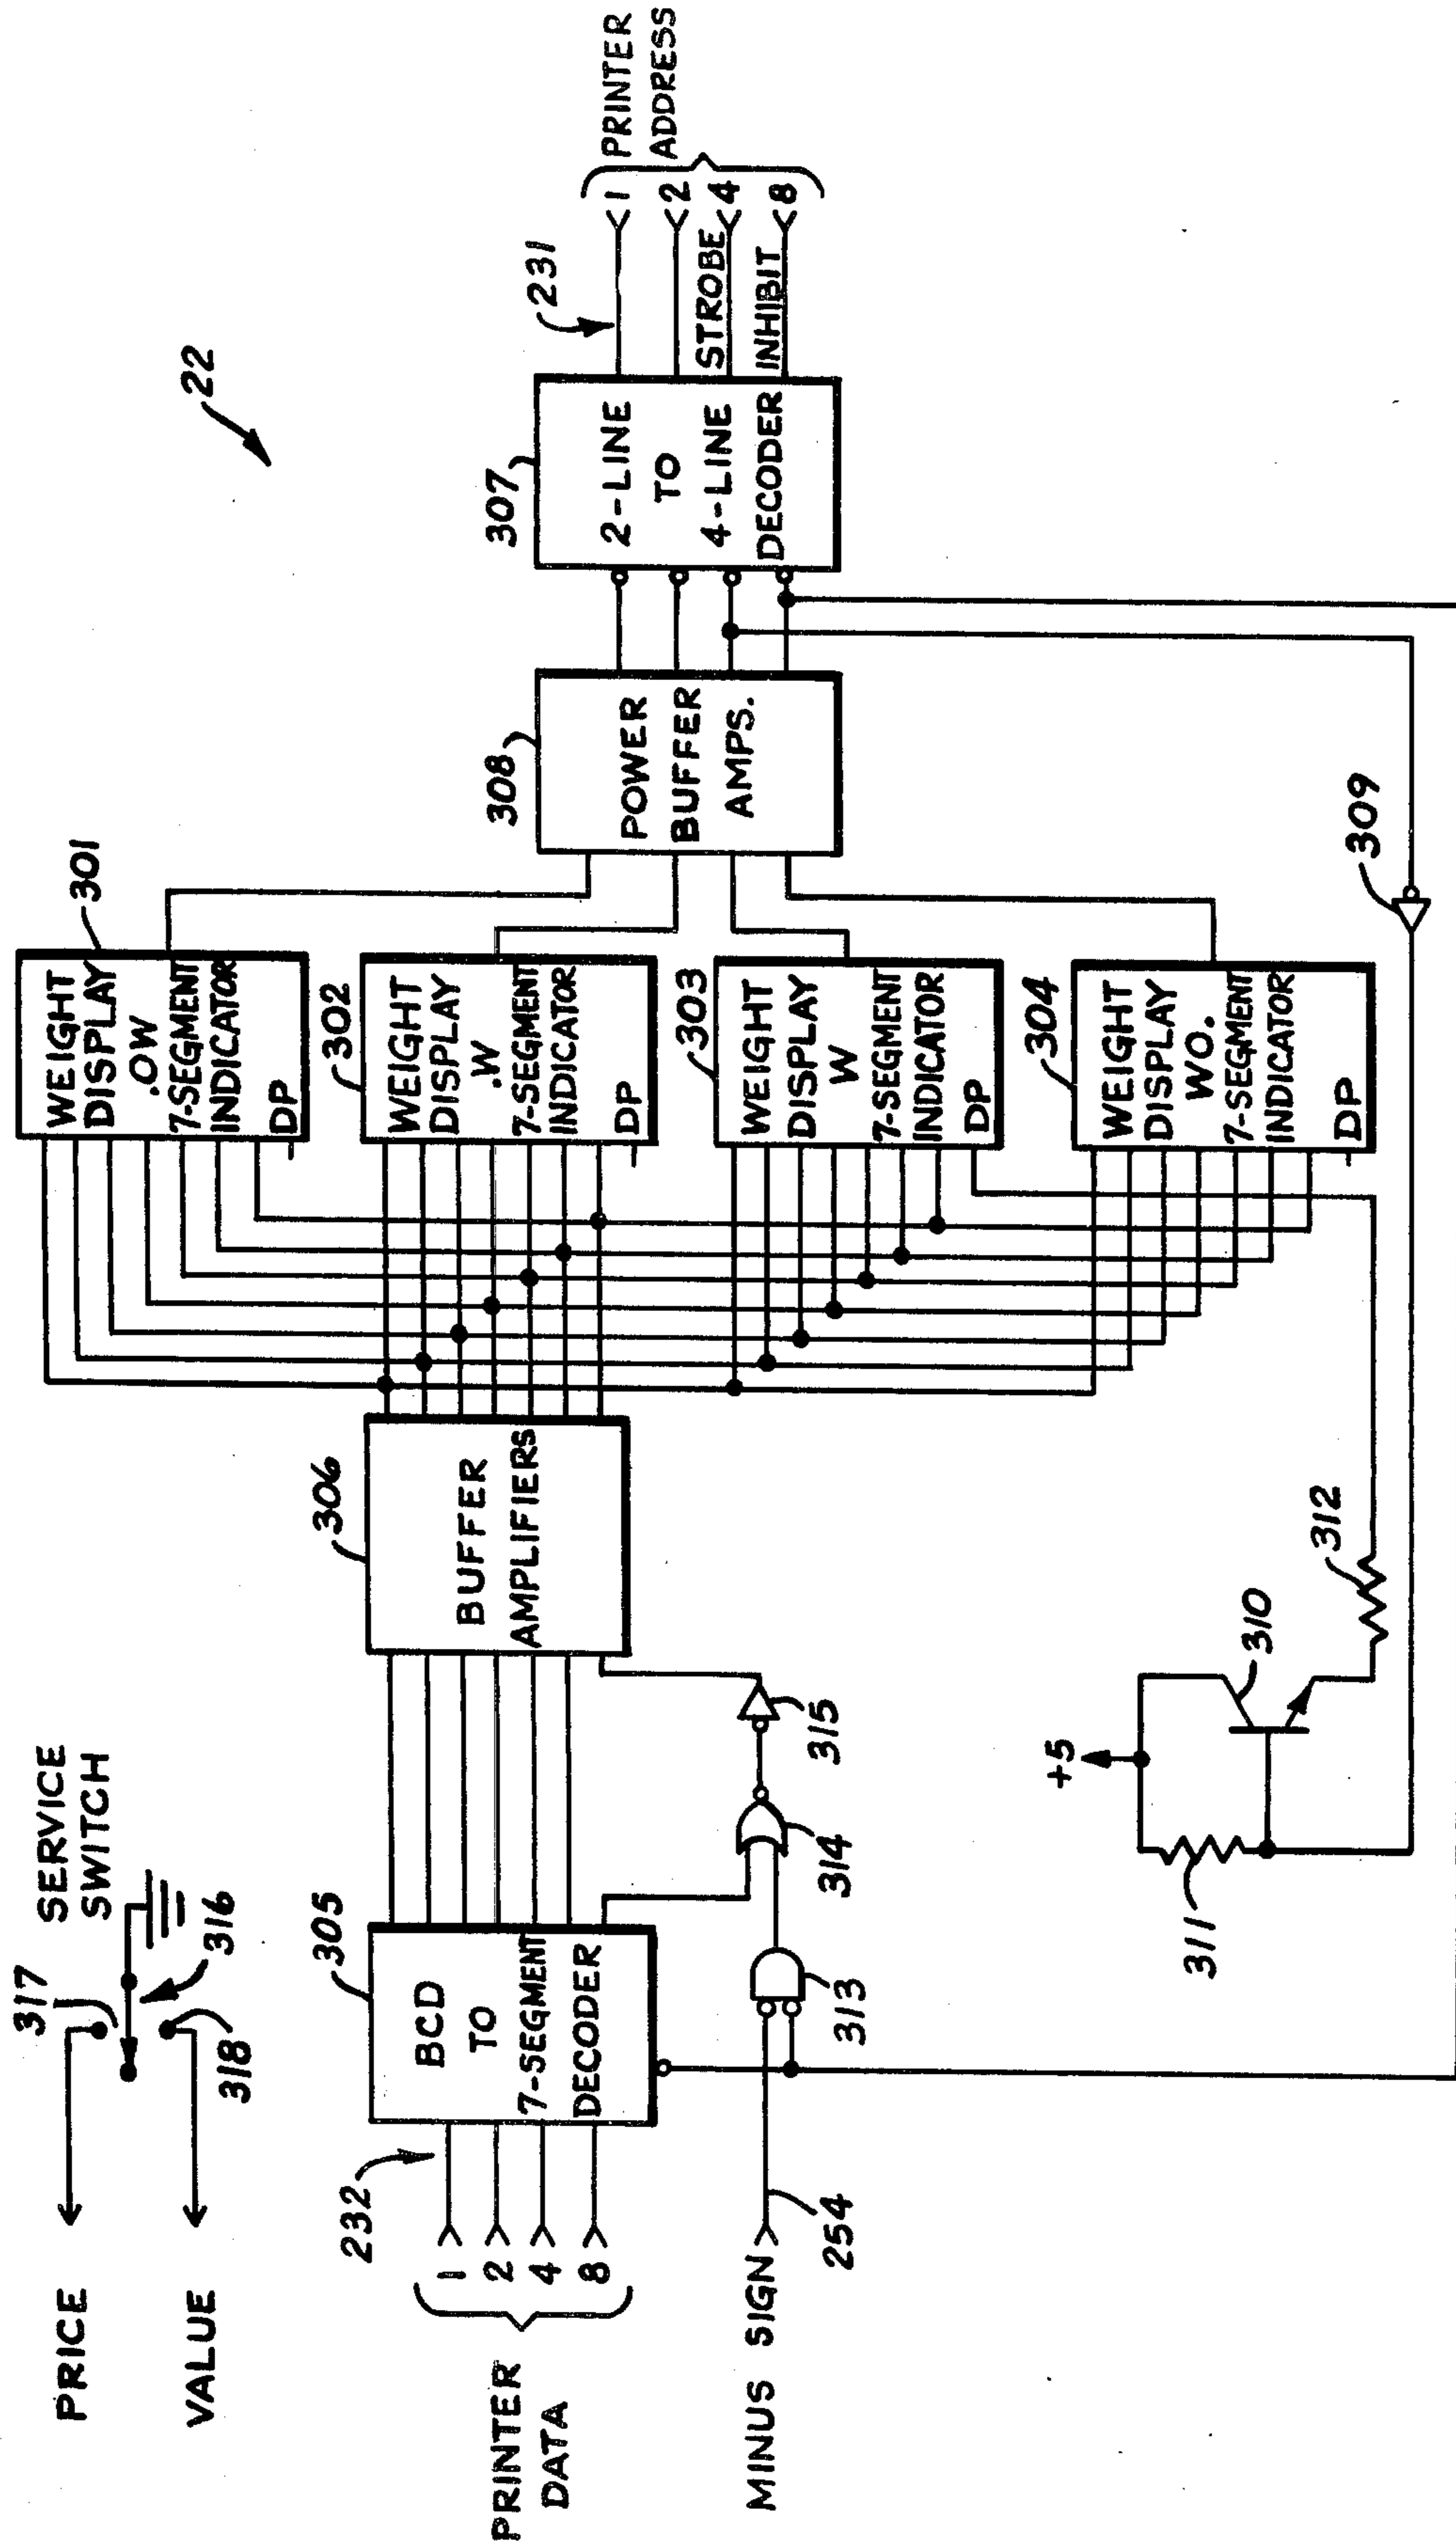 PRICE
VALUE
317
318
316
SERVICE
SWITCH
22
PRINTER
DATA
1
2
4
8
232
305
BCD
TO
7-SEGMENT
DECODER
MINUS SIGN
254
313
314
315
306
BUFFER
AMPLIFIERS
301
WEIGHT
DISPLAY
.OW
7-SEGMENT
INDICATOR
DP
302
WEIGHT
DISPLAY
.W
7-SEGMENT
INDICATOR
DP
303
WEIGHT
DISPLAY
W
7-SEGMENT
INDICATOR
DP
304
WEIGHT
DISPLAY
WO.
7-SEGMENT
INDICATOR
DP
308
POWER
BUFFER
AMPS.
307
2-LINE
TO
4-LINE
DECODER
231
STROBE
INHIBIT
1
2
4
8
PRINTER
ADDRESS
309
+5
311
310
312